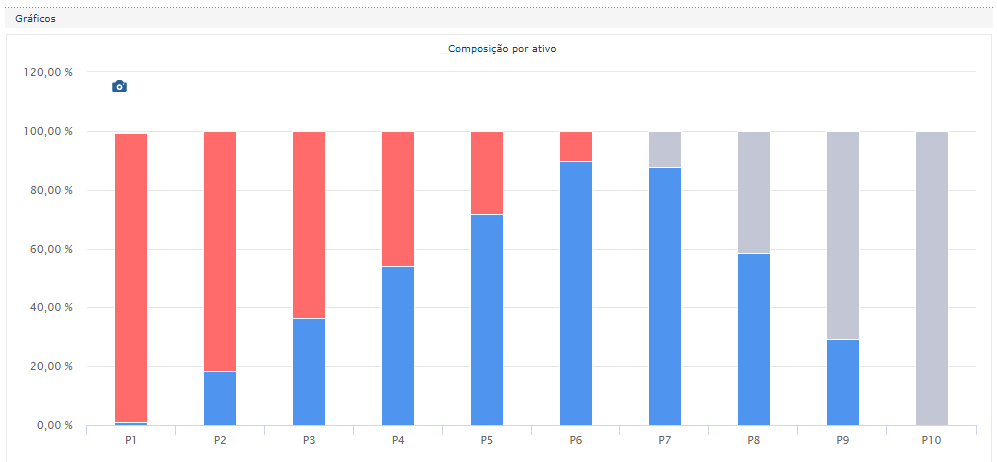 Gráficos
Composição por ativo
120,00 %
100,00 %
80,00 %
60,00 %
40,00 %
20,00 %
0,00 %
P1 P2 P3 P4 P5 P6 P7 P8 P9 P10